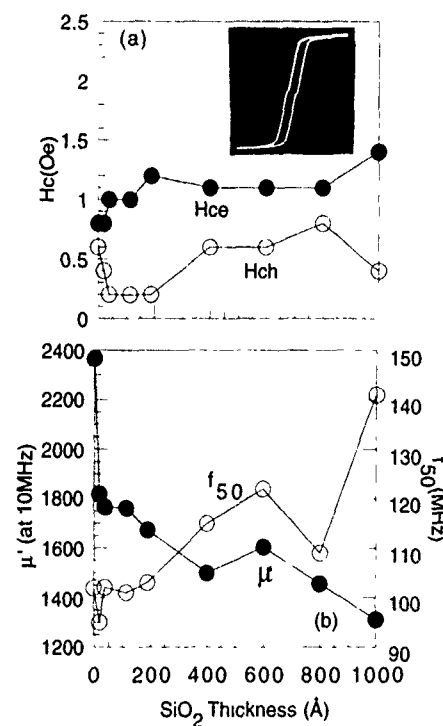 (a)
2.5
2
1.5
1
0.5
0
Hc(Oe)
Hce
Hch
2400
2200
2000
1800
1600
1400
1200
μ' (at 10MHz)
150
140
130
120
110
100
90
f50(MHz)
f50
μ'
(b)
0 200 400 600 800 1000
SiO2 Thickness (Å)